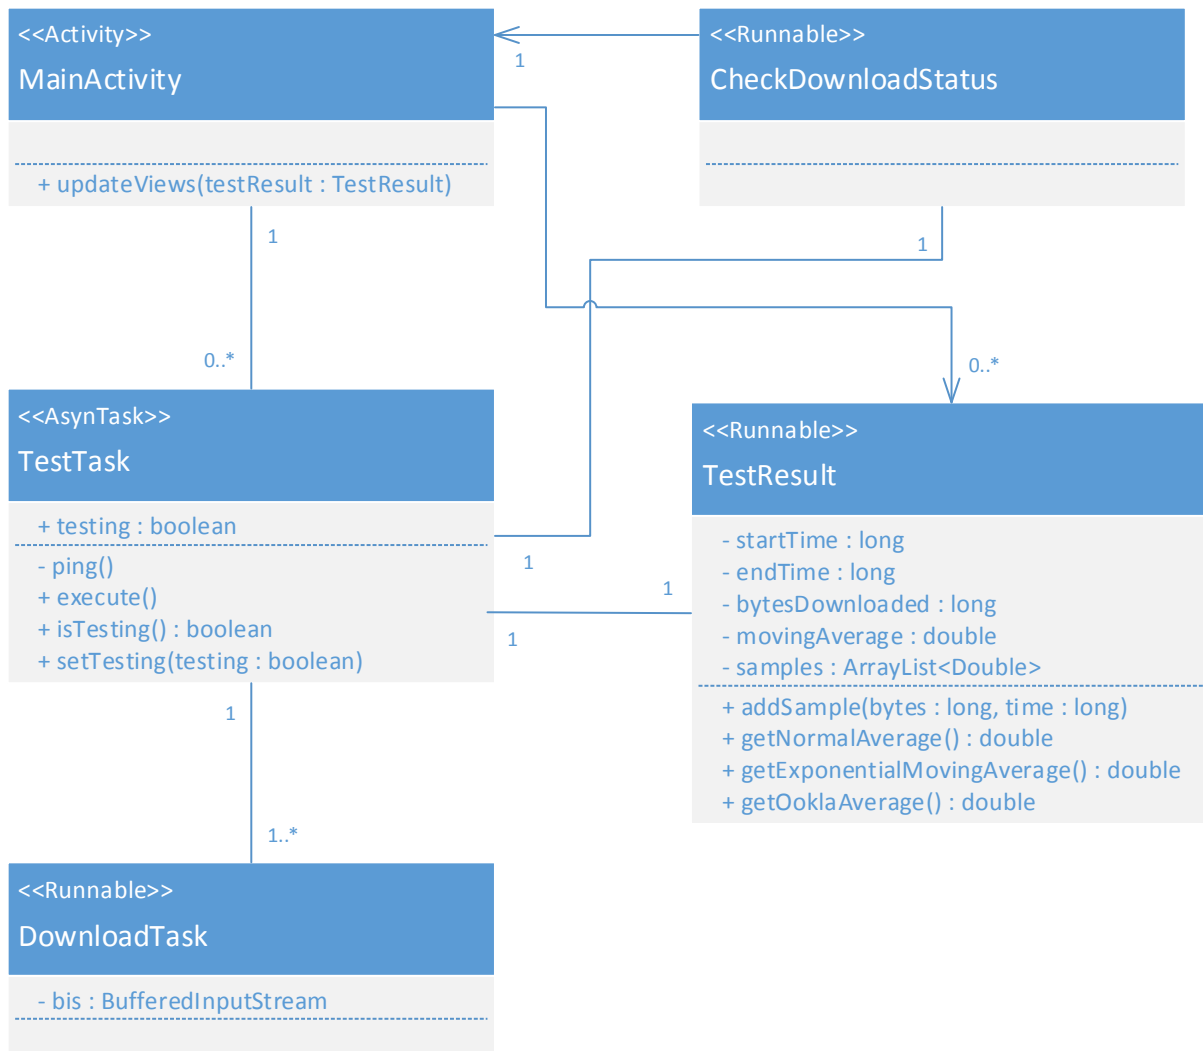 <<Activity>>
MainActivity
+ updateViews(testResult : TestResult)
<<Runnable>>
CheckDownloadStatus
1
1
1
0..*
0..*
<<AsynTask>>
TestTask
+ testing : boolean
- ping()
+ execute()
+ isTesting() : boolean
+ setTesting(testing : boolean)
1
1
1
<<Runnable>>
TestResult
- startTime : long
- endTime : long
- bytesDownloaded : long
- movingAverage : double
- samples : ArrayList<Double>
+ addSample(bytes : long, time : long)
+ getNormalAverage() : double
+ getExponentialMovingAverage() : double
+ getOoklaAverage() : double
1
1..*
<<Runnable>>
DownloadTask
- bis : BufferedInputStream